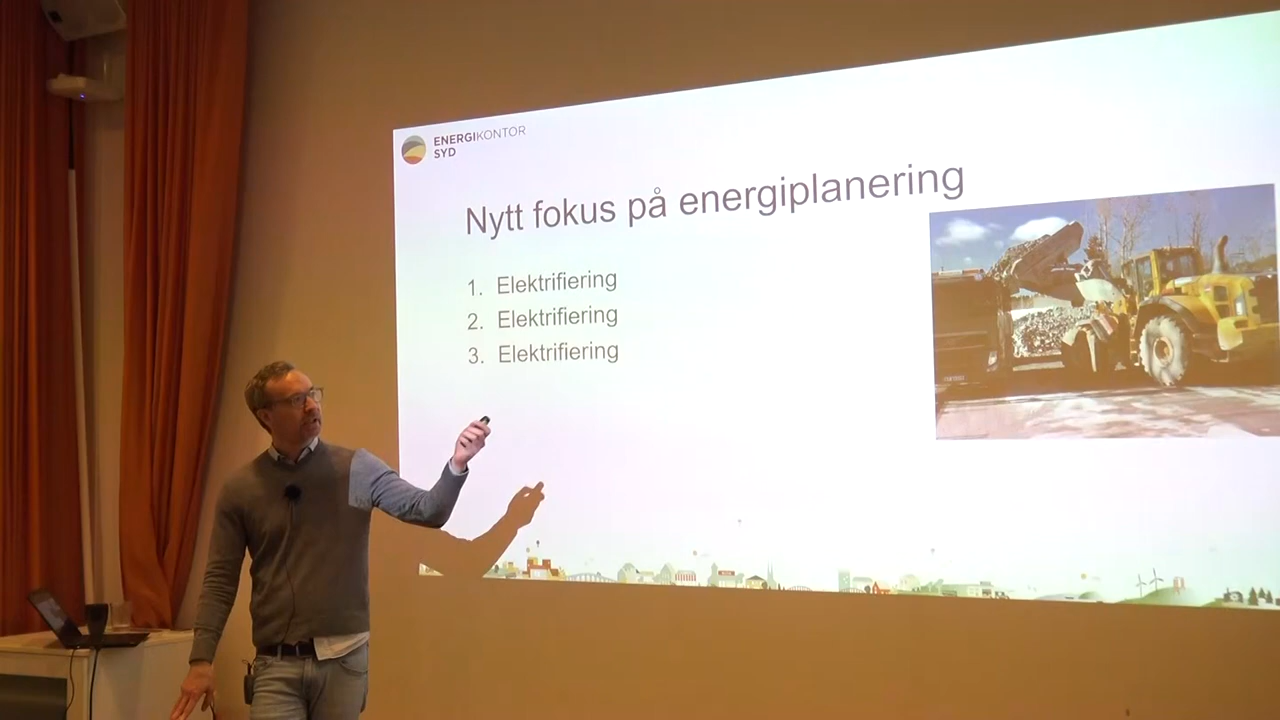 ENERGIKONTOR
SYD
Nytt fokus på energiplanering
1. Elektrifiering
2. Elektrifiering
3. Elektrifiering